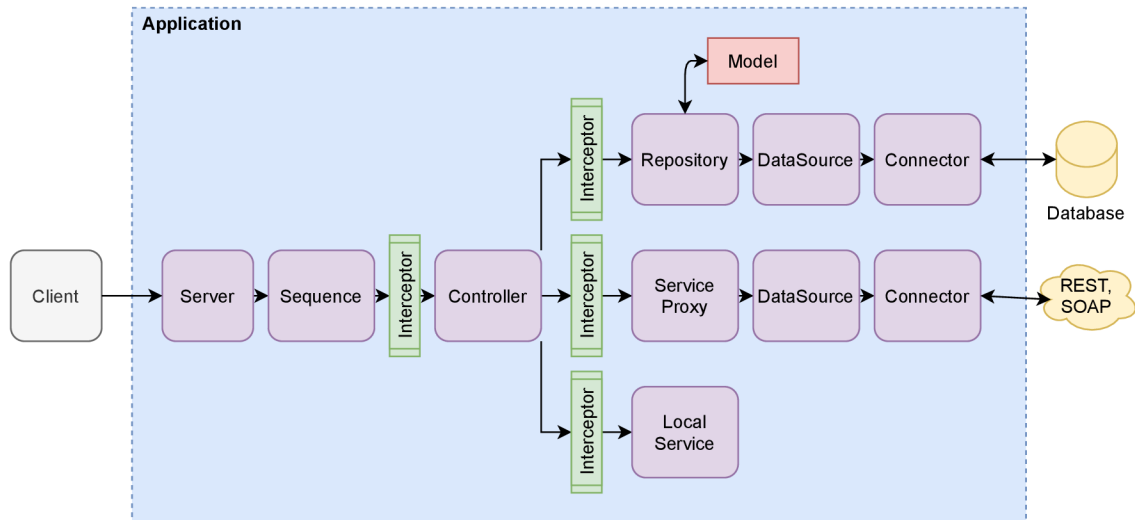 Application
Model
Interceptor
Repository
DataSource
Connector
Database
Client
Server
Sequence
Interceptor
Controller
Interceptor
Service
Proxy
DataSource
Connector
REST,
SOAP
Interceptor
Local
Service